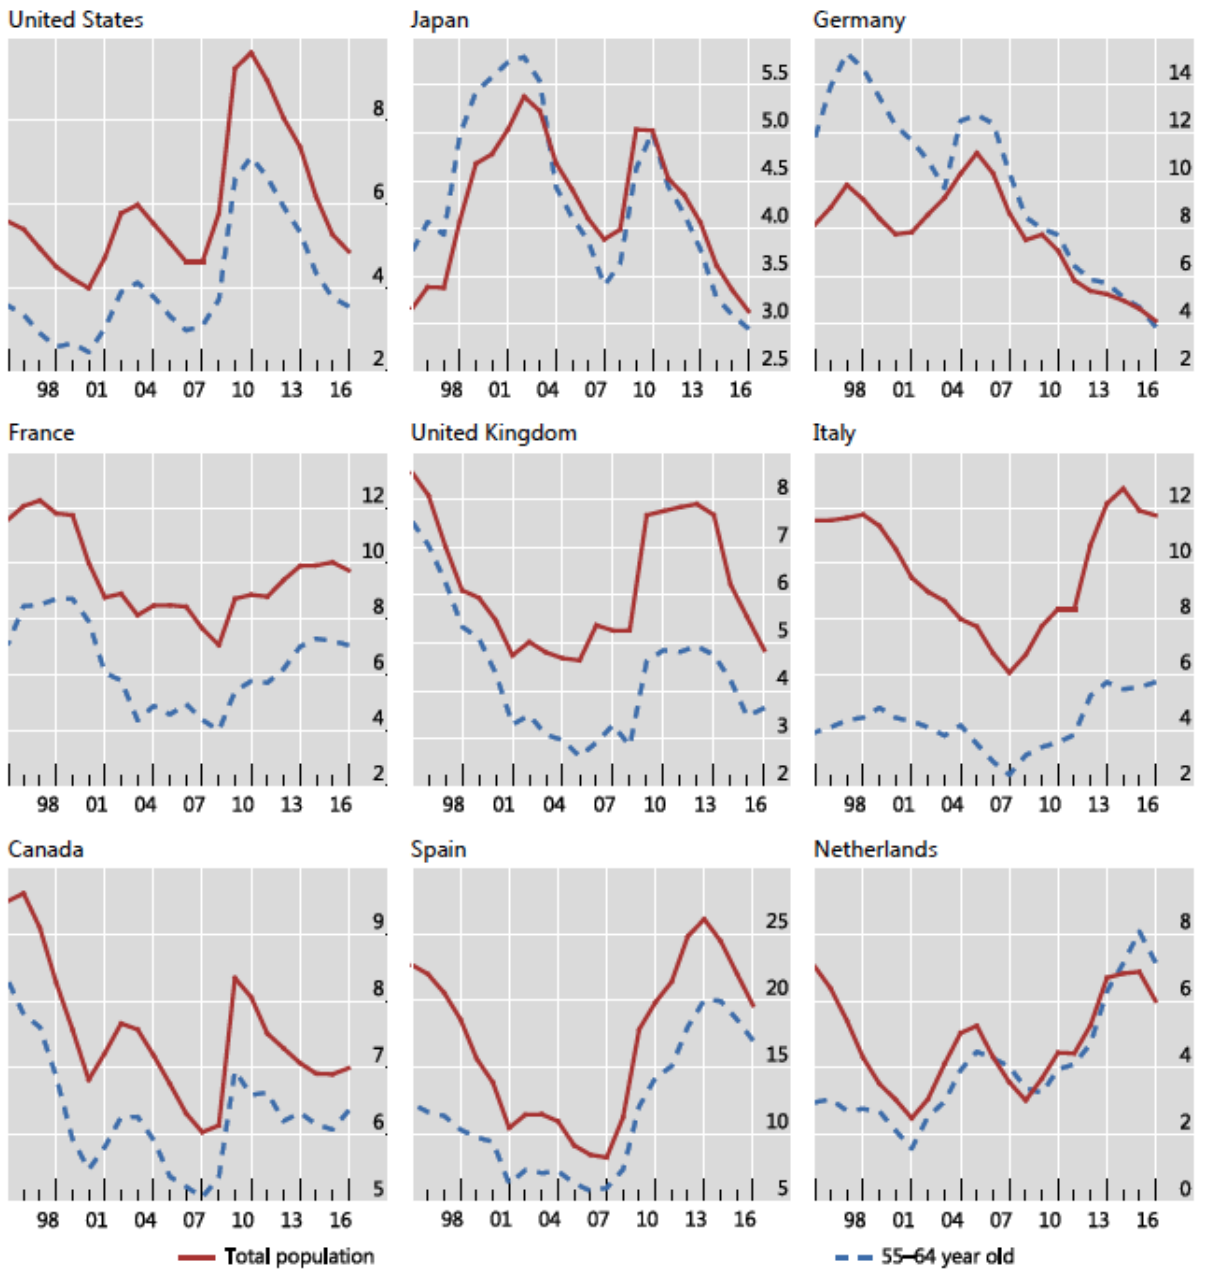 United States Japan Germany
8 5.5 14
6 5.0 12
4 4.5 10
2 4.0 8
3.5 6
3.0 4
2.5 2
98 01 04 07 10 13 16 98 01 04 07 10 13 16 98 01 04 07 10 13 16
France United Kingdom Italy
12 8 12
10 7 10
8 6 8
6 5 6
4 4 4
2 3 2
2
98 01 04 07 10 13 16 98 01 04 07 10 13 16 98 01 04 07 10 13 16
Canada Spain Netherlands
9 25 8
8 20 6
7 15 4
6 10 2
5 5 0
98 01 04 07 10 13 16 98 01 04 07 10 13 16 98 01 04 07 10 13 16
Total population 55–64 year old